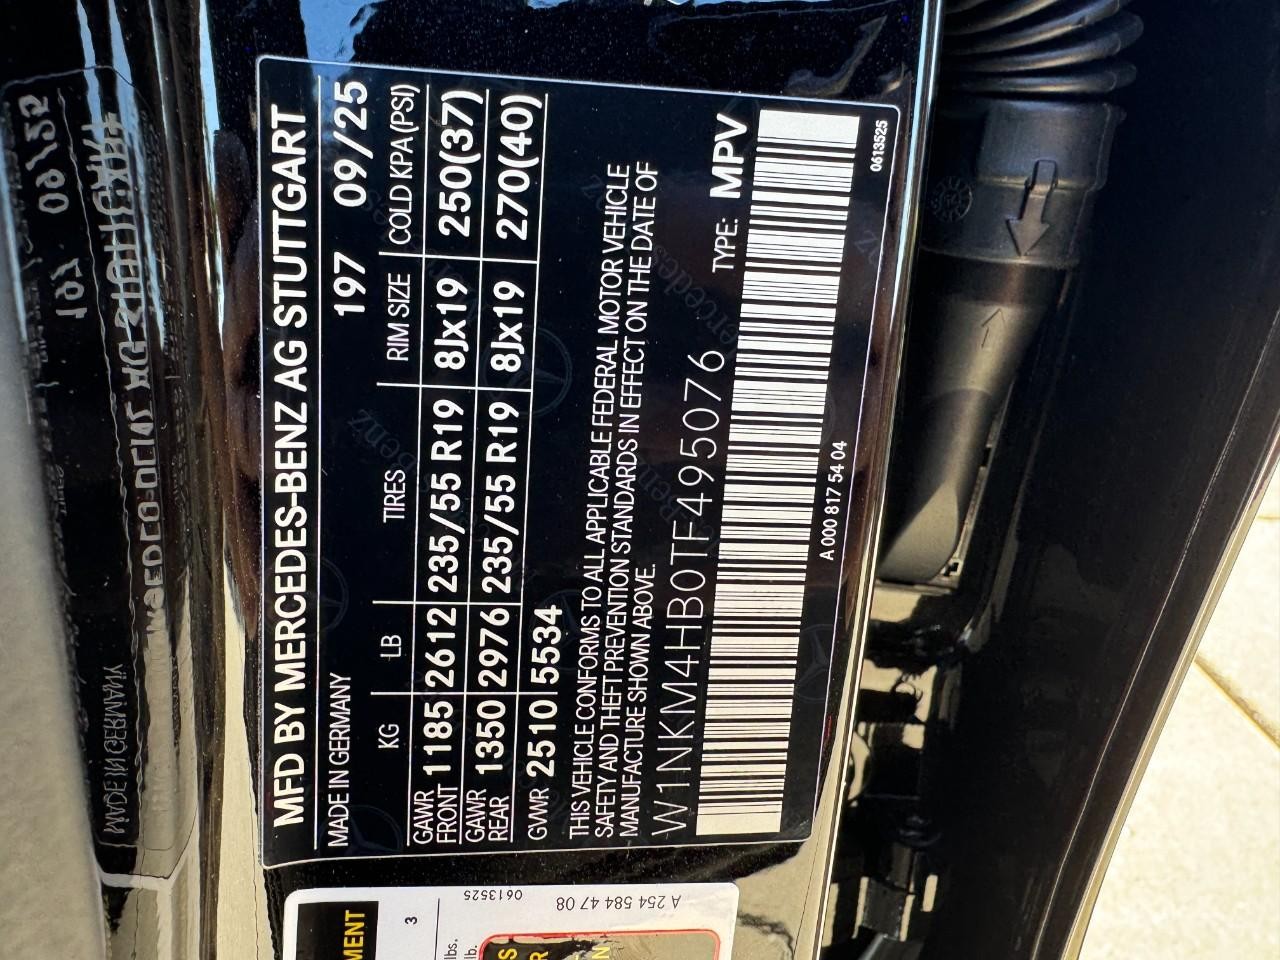 MFD BY MERCEDES-BENZ AG STUTTGART
MADE IN GERMANY 197 09/25
KG LB TIRES RIM SIZE COLD KPA(PSI)
GAWR FRONT 1185 2612 235/55 R19 8Jx19 250(37)
GAWR REAR 1350 2976 235/55 R19 8Jx19 270(40)
GVWR 2510 5534
THIS VEHICLE CONFORMS TO ALL APPLICABLE FEDERAL MOTOR VEHICLE
SAFETY AND THEFT PREVENTION STANDARDS IN EFFECT ON THE DATE OF
MANUFACTURE SHOWN ABOVE.
W1NKM4HB0TF495076 TYPE: MPV
A 000 817 54 04 0613525
A 254 584 47 08
0613525
MENT
3
lbs.
lb.